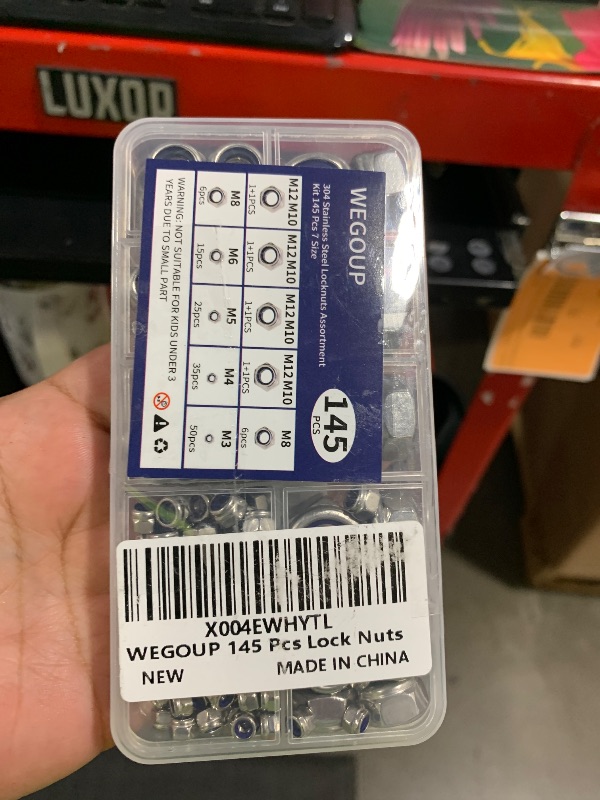 LUXOR
WEGOUP
304 Stainless Steel Locknuts Assortment
Kit 145 Pcs 7 Size
145
PCS
M12 M10
M12 M10
M12 M10
M12 M10
M8
1+1PCS
1+1PCS
1+1PCS
1+1PCS
6pcs
M8
M6
M5
M4
M3
6pcs
15pcs
25pcs
35pcs
50pcs
WARNING: NOT SUITABLE FOR KIDS UNDER 3
YEARS DUE TO SMALL PART
X004EWHYTL
WEGOUP 145 Pcs Lock Nuts
NEW
MADE IN CHINA